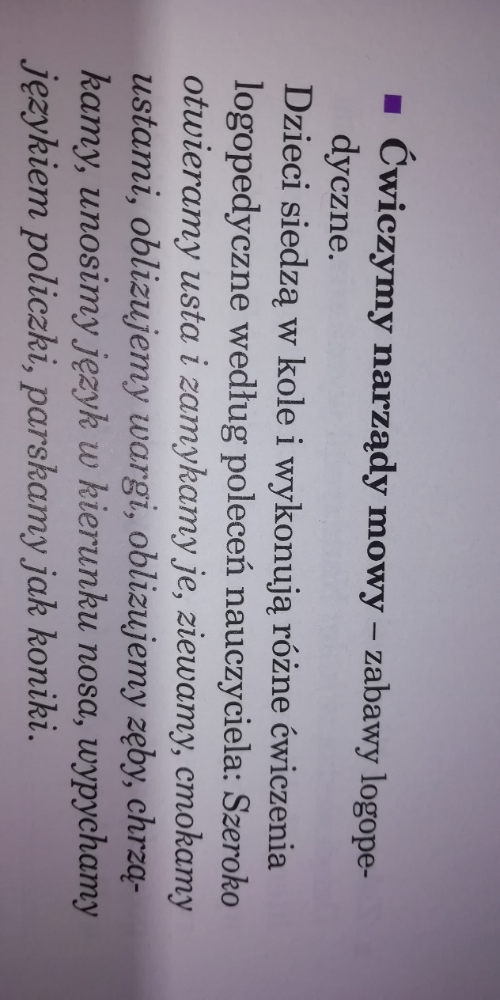 ■ Ćwiczymy narządy mowy – zabawy logope-
dyczne.
Dzieci siedzą w kole i wykonują różne ćwiczenia
logopedyczne według poleceń nauczyciela: Szeroko
otwieramy usta i zamykamy je, ziewamy, cmokamy
ustami, oblizujemy wargi, oblizujemy zęby, chrzą-
kamy, unosimy język w kierunku nosa, wypychamy
językiem policzki, parskamy jak koniki.